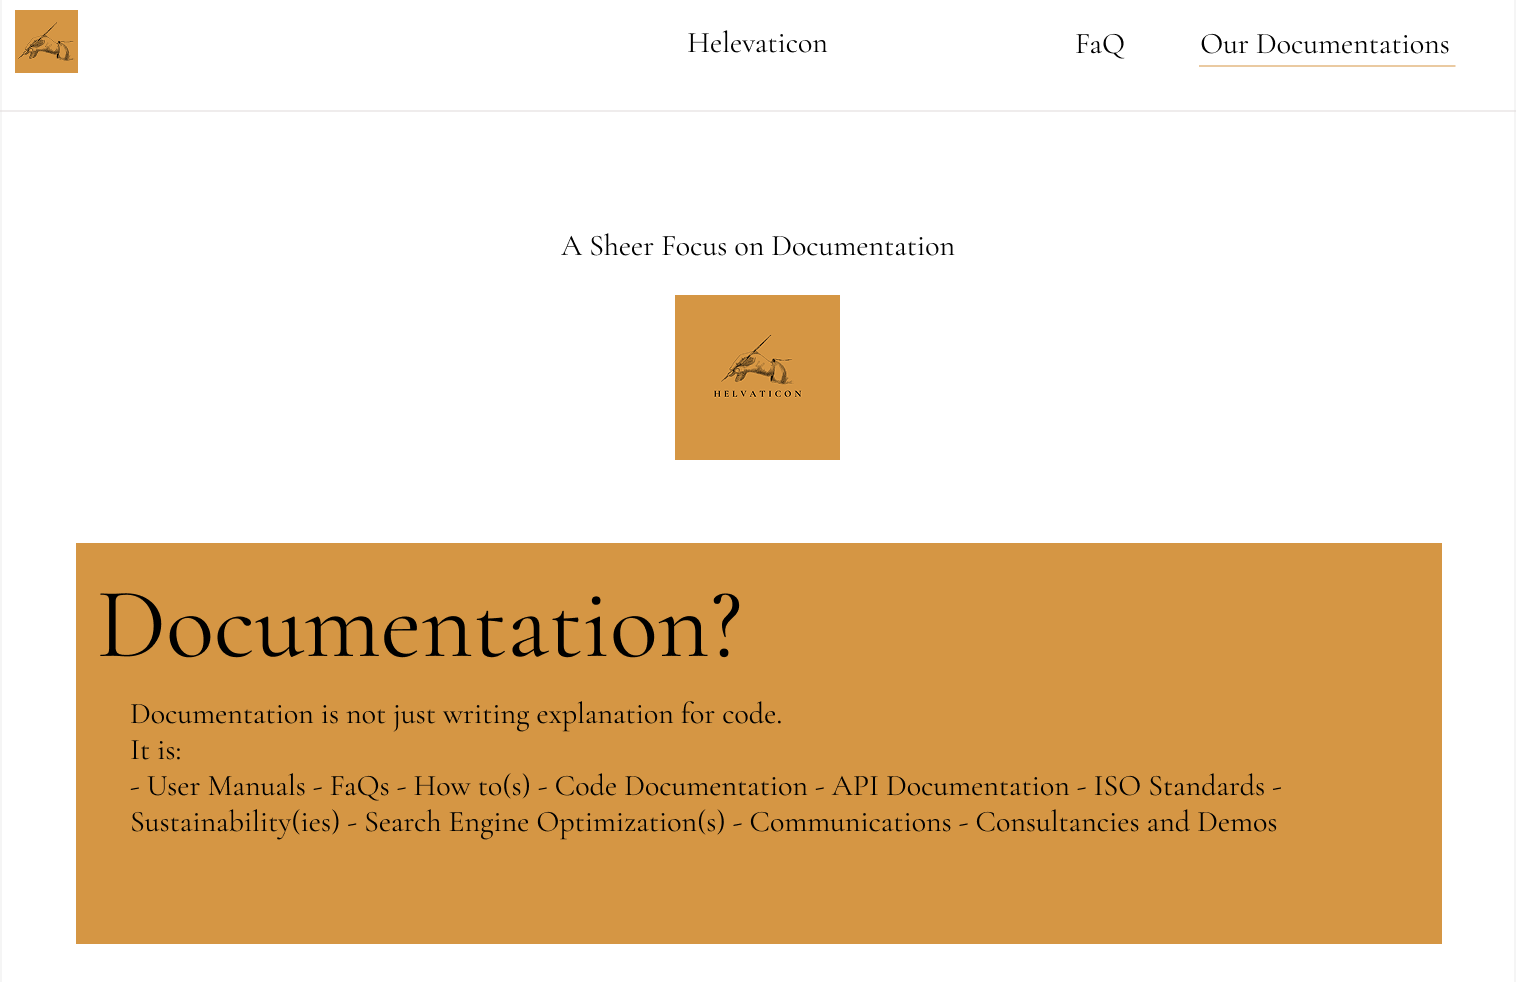 Helevaticon
FaQ
Our Documentations
A Sheer Focus on Documentation
HELVATICON
Documentation?
Documentation is not just writing explanation for code.
It is:
- User Manuals - FaQs - How to(s) - Code Documentation - API Documentation - ISO Standards -
Sustainability(ies) - Search Engine Optimization(s) - Communications - Consultancies and Demos